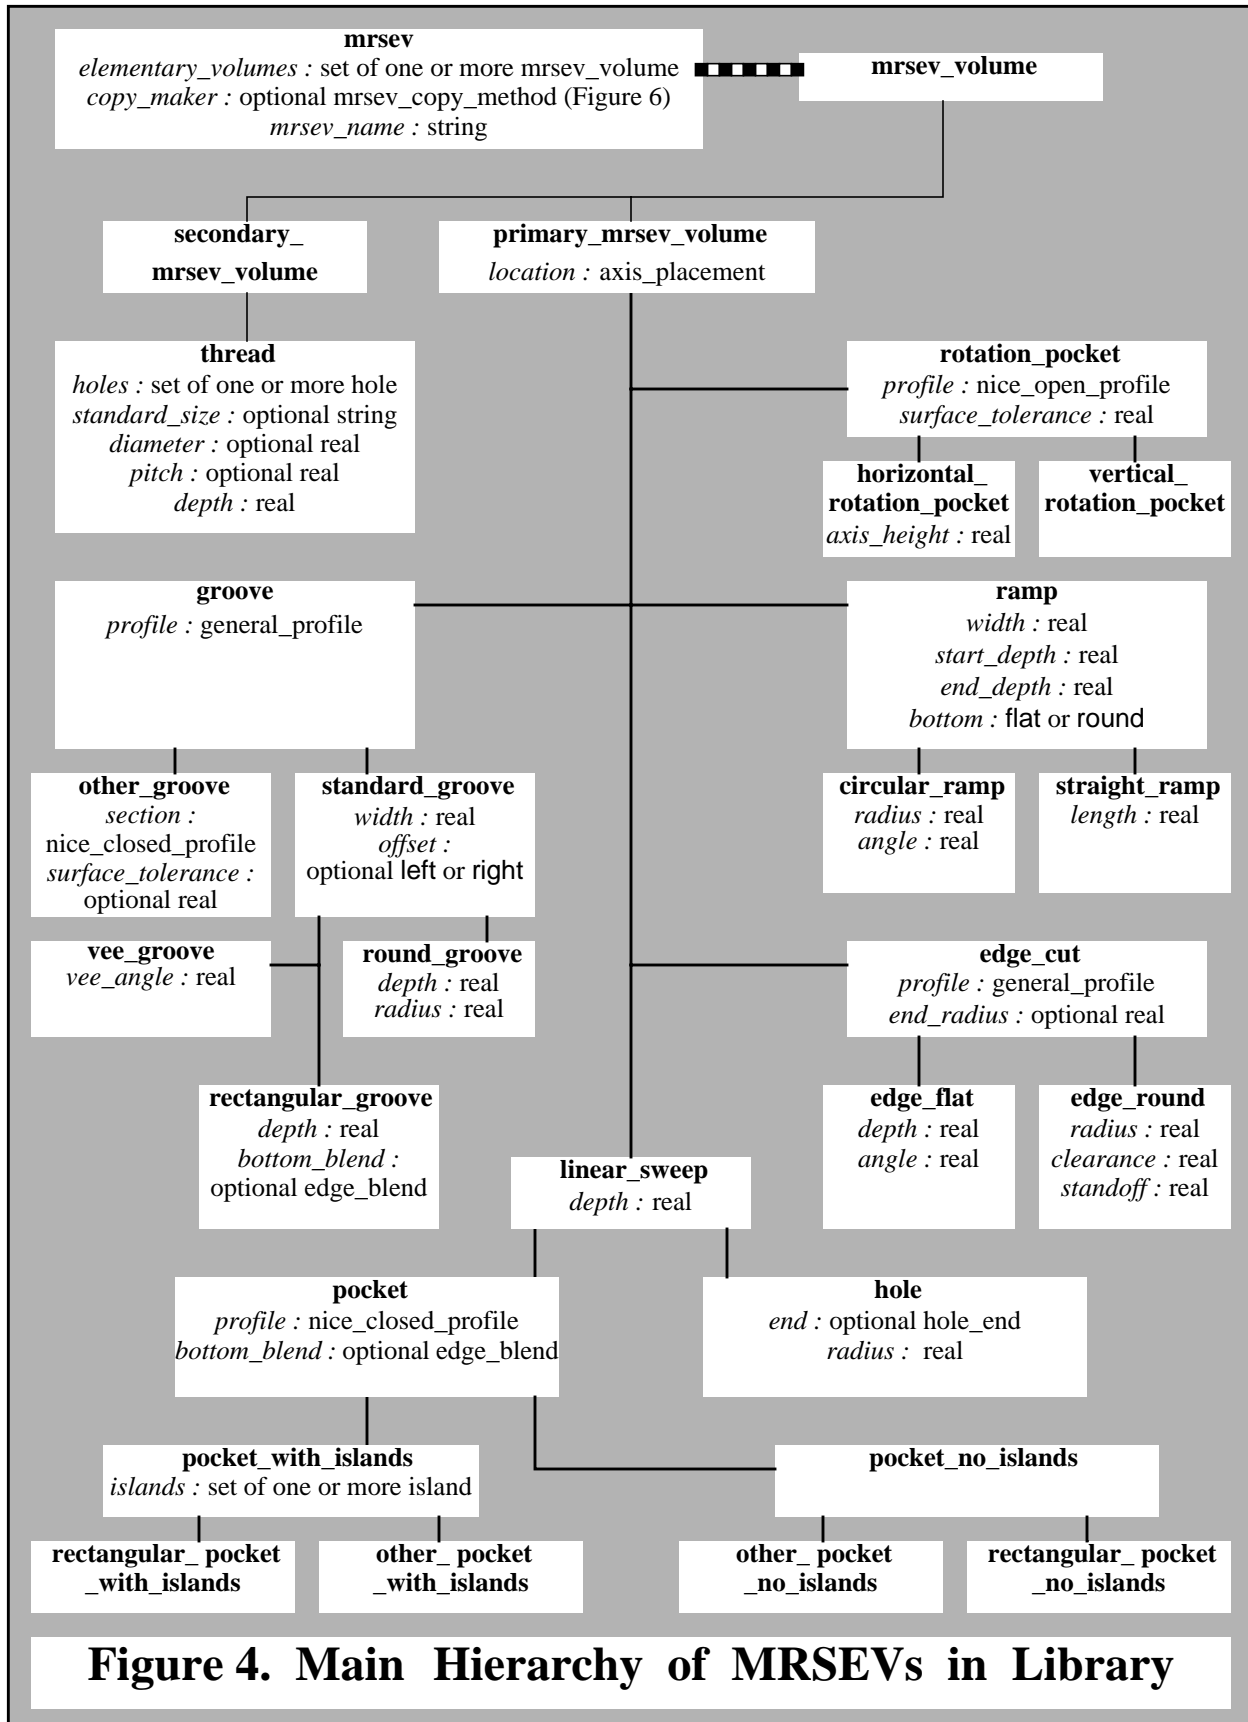 mrsev
elementary_volumes : set of one or more mrsev_volume
copy_maker : optional mrsev_copy_method (Figure 6)
mrsev_name : string
mrsev_volume
secondary_
mrsev_volume
primary_mrsev_volume
location : axis_placement
thread
holes : set of one or more hole
standard_size : optional string
diameter : optional real
pitch : optional real
depth : real
rotation_pocket
profile : nice_open_profile
surface_tolerance : real
horizontal_
rotation_pocket
axis_height : real
vertical_
rotation_pocket
groove
profile : general_profile
ramp
width : real
start_depth : real
end_depth : real
bottom : flat or round
other_groove
section :
nice_closed_profile
surface_tolerance :
optional real
standard_groove
width : real
offset :
optional left or right
circular_ramp
radius : real
angle : real
straight_ramp
length : real
vee_groove
vee_angle : real
round_groove
depth : real
radius : real
edge_cut
profile : general_profile
end_radius : optional real
rectangular_groove
depth : real
bottom_blend :
optional edge_blend
edge_flat
depth : real
angle : real
edge_round
radius : real
clearance : real
standoff : real
linear_sweep
depth : real
pocket
profile : nice_closed_profile
bottom_blend : optional edge_blend
hole
end : optional hole_end
radius : real
pocket_with_islands
islands : set of one or more island
pocket_no_islands
rectangular_ pocket
_with_islands
other_ pocket
_with_islands
other_ pocket
_no_islands
rectangular_ pocket
_no_islands
Figure 4. Main Hierarchy of MRSEVs in Library